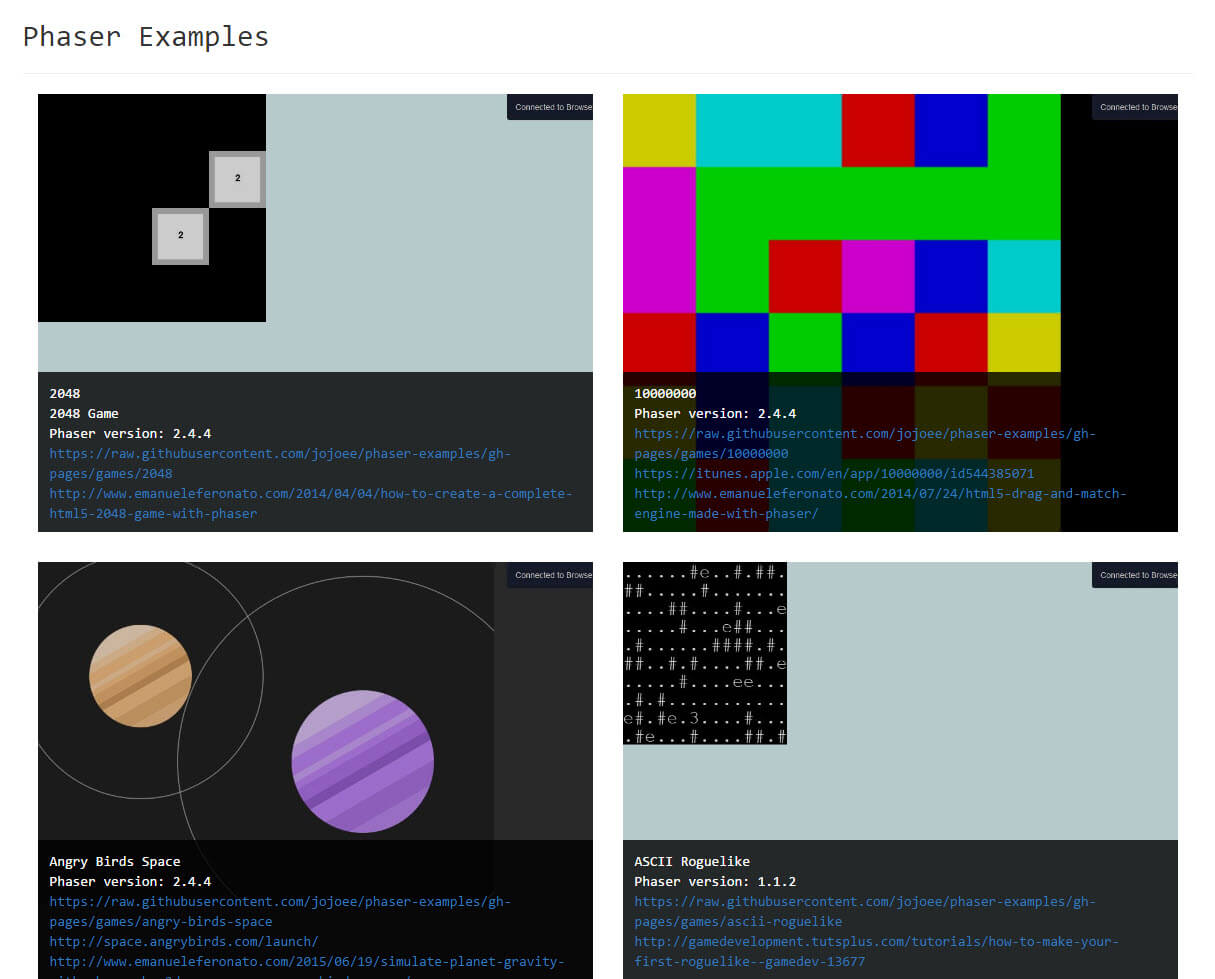 Phaser Examples
Connected to Browse
2
2
2048
2048 Game
Phaser version: 2.4.4
https://raw.githubusercontent.com/jojoee/phaser-examples/gh-
pages/games/2048
http://www.emanueleferonato.com/2014/04/04/how-to-create-a-complete-
html5-2048-game-with-phaser
Connected to Browse
10000000
Phaser version: 2.4.4
https://raw.githubusercontent.com/jojoee/phaser-examples/gh-
pages/games/10000000
https://itunes.apple.com/en/app/10000000/id544385071
http://www.emanueleferonato.com/2014/07/24/html5-drag-and-match-
engine-made-with-phaser/
Connected to Browse
Angry Birds Space
Phaser version: 2.4.4
https://raw.githubusercontent.com/jojoee/phaser-examples/gh-
pages/games/angry-birds-space
http://space.angrybirds.com/launch/
http://www.emanueleferonato.com/2015/06/19/simulate-planet-gravity-
Connected to Browse
......#e..#.##.
##.....#.......
....##....#...e
.....#...e##...
.#......####.#.
##..#.#....##.e
.....#....ee...
.#.#...........
e#.#e.3....#...
.#e...#....##.#
ASCII Roguelike
Phaser version: 1.1.2
https://raw.githubusercontent.com/jojoee/phaser-examples/gh-
pages/games/ascii-roguelike
http://gamedevelopment.tutsplus.com/tutorials/how-to-make-your-
first-roguelike--gamedev-13677